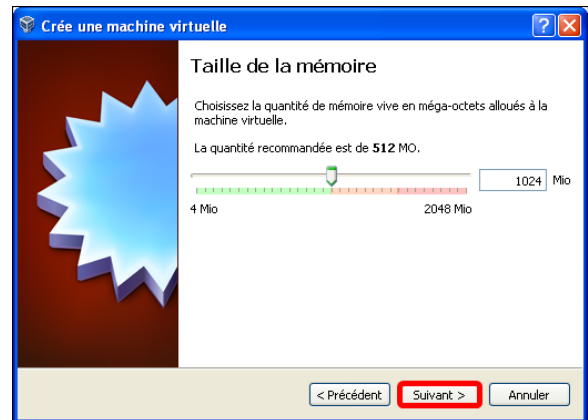 Crée une machine virtuelle
Taille de la mémoire
Choisissez la quantité de mémoire vive en méga-octets alloués à la
machine virtuelle.
La quantité recommandée est de 512 MO.
1024 Mio
4 Mio 2048 Mio
< Précédent Suivant > Annuler